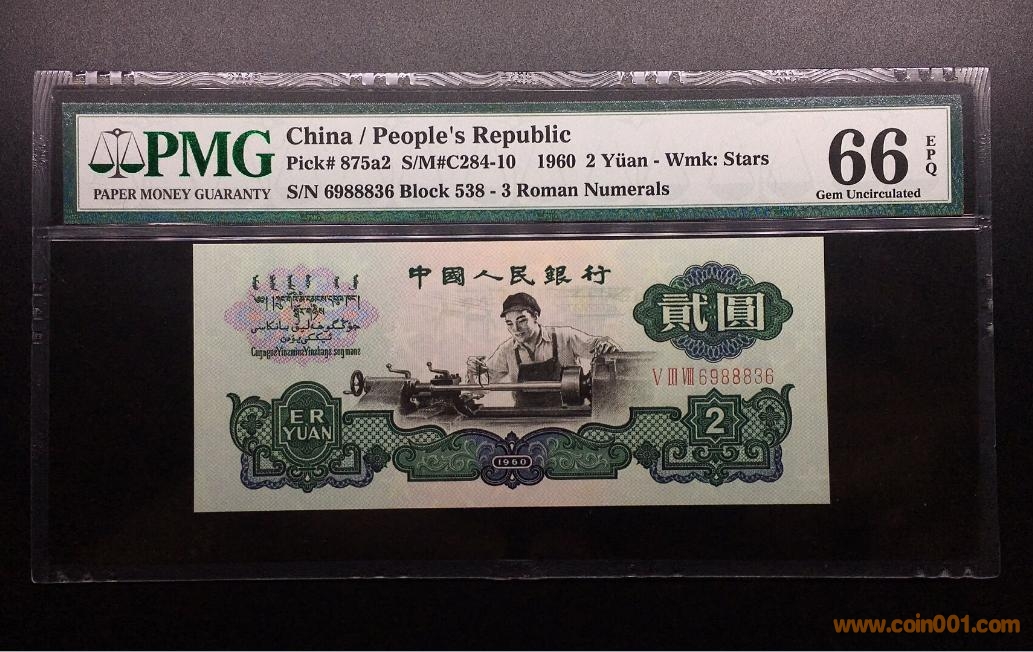 PMG
PAPER MONEY GUARANTY
China / People's Republic
Pick# 875a2 S/M#C284-10 1960 2 Yüan - Wmk: Stars
S/N 6988836 Block 538 - 3 Roman Numerals
66
EPQ
Gem Uncirculated
中國人民銀行
貳圓
V III VIII 6988836
ER
YUAN
2
1960
www.coin001.com